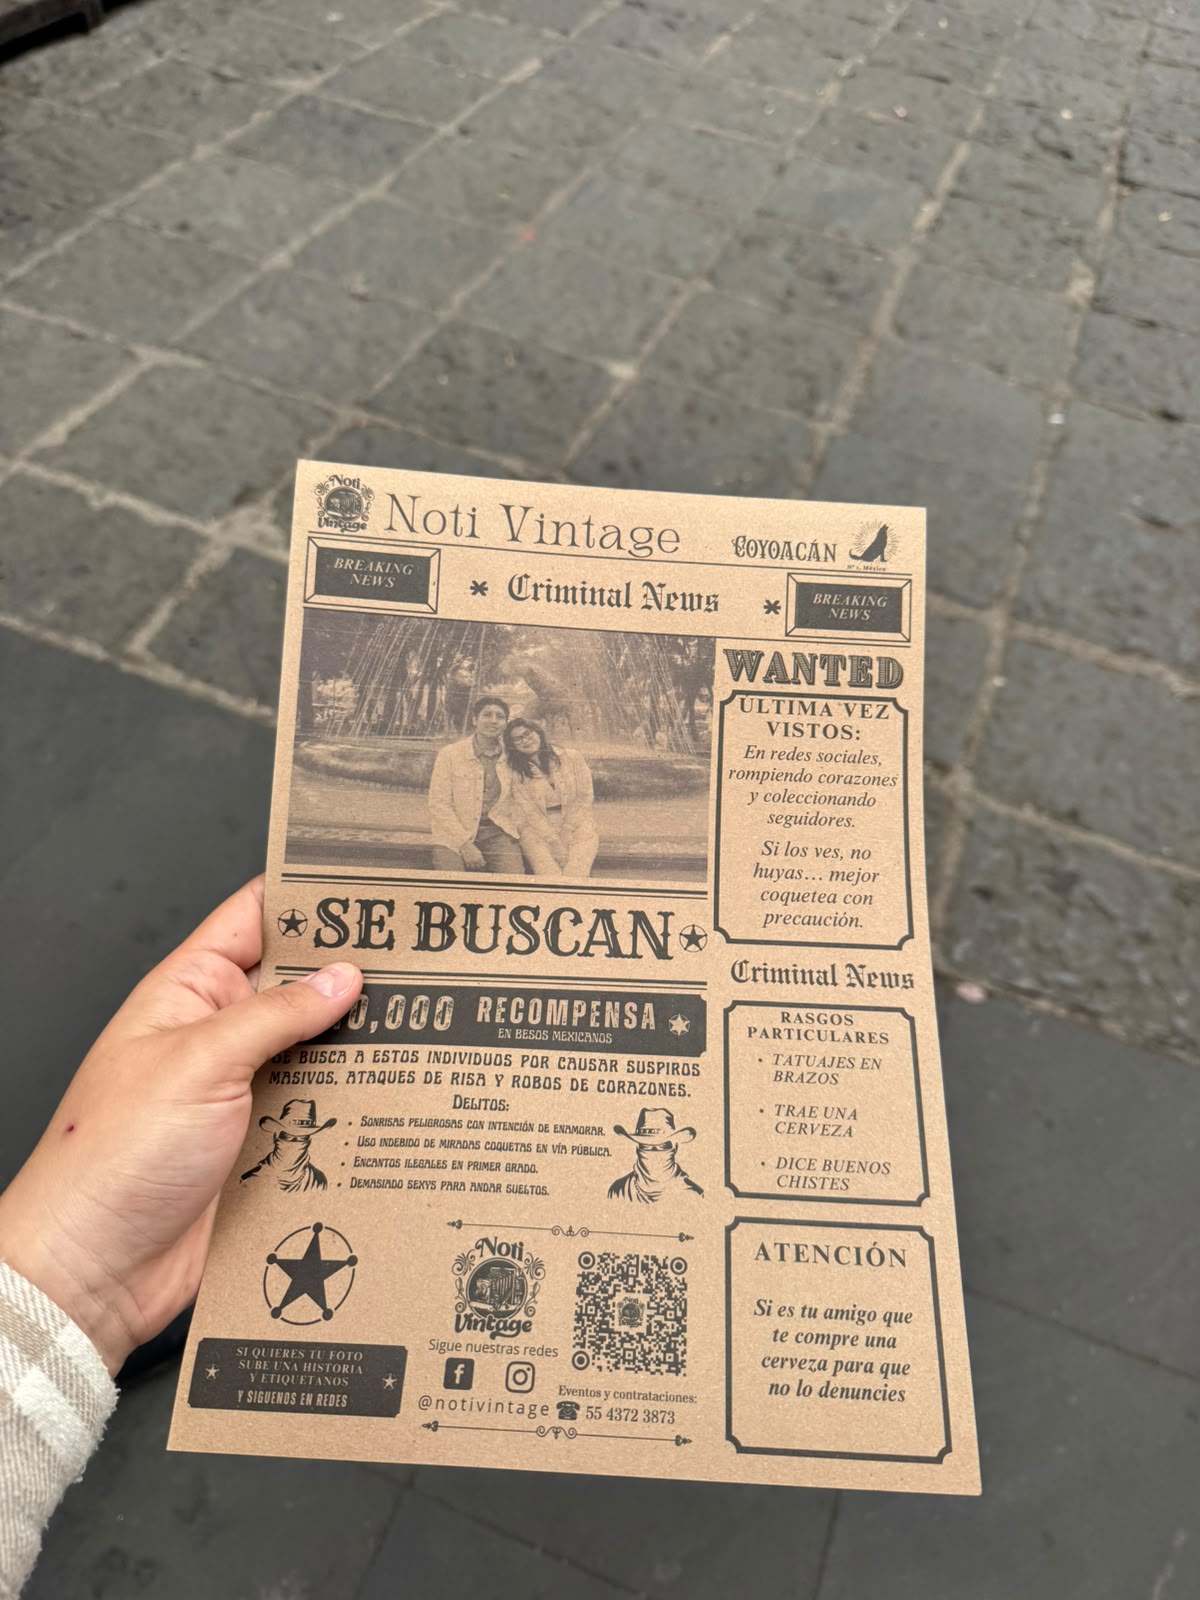 Noti
Vintage
Noti Vintage
COYOACÁN
Nº 1, México
BREAKING
NEWS
* Criminal News *
BREAKING
NEWS
WANTED
ULTIMA VEZ
VISTOS:
En redes sociales,
rompiendo corazones
y coleccionando
seguidores.
Si los ves, no
huyas... mejor
coquetea con
precaución.
SE BUSCAN
0,000 RECOMPENSA
EN BESOS MEXICANOS
SE BUSCA A ESTOS INDIVIDUOS POR CAUSAR SUSPIROS
MASIVOS, ATAQUES DE RISA Y ROBOS DE CORAZONES.
DELITOS:
• SONRISAS PELIGROSAS CON INTENCIÓN DE ENAMORAR.
• USO INDEBIDO DE MIRADAS COQUETAS EN VÍA PÚBLICA.
• ENCANTOS ILEGALES EN PRIMER GRADO.
• DEMASIADO SEXYS PARA ANDAR SUELTOS.
Criminal News
RASGOS
PARTICULARES
• TATUAJES EN
BRAZOS
• TRAE UNA
CERVEZA
• DICE BUENOS
CHISTES
SI QUIERES TU FOTO
SUBE UNA HISTORIA
Y ETIQUETANOS
Y SIGUENOS EN REDES
Noti
Vintage
Sigue nuestras redes
@notivintage
Noti
Vintage
Eventos y contrataciones:
55 4372 3873
ATENCIÓN
Si es tu amigo que
te compre una
cerveza para que
no lo denuncies